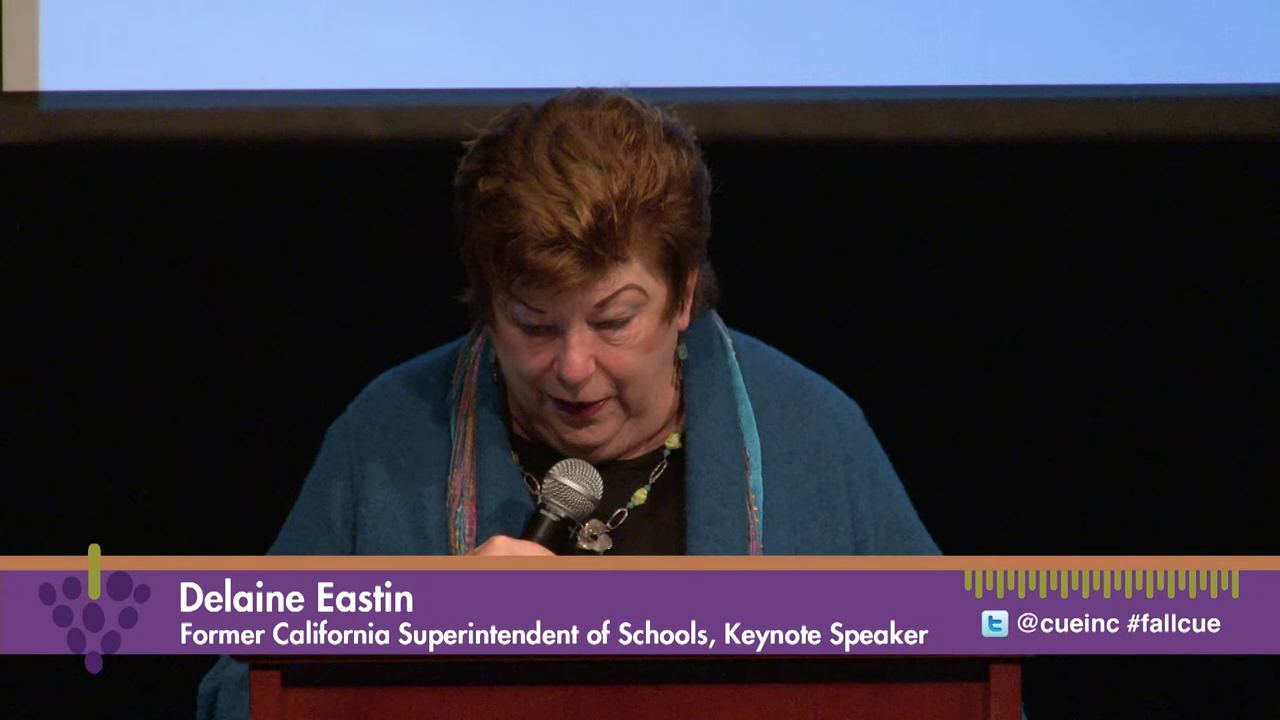 Delaine Eastin
Former California Superintendent of Schools, Keynote Speaker
@cueinc #fallcue